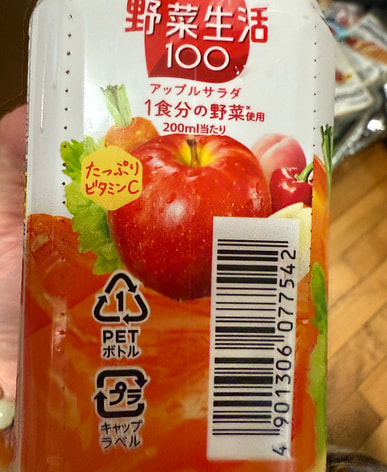 野菜生活
100
アップルサラダ
1食分の野菜※使用
200ml当たり
たっぷり
ビタミンC
1
PET
ボトル
プラ
キャップ
ラベル
4 901306 077542